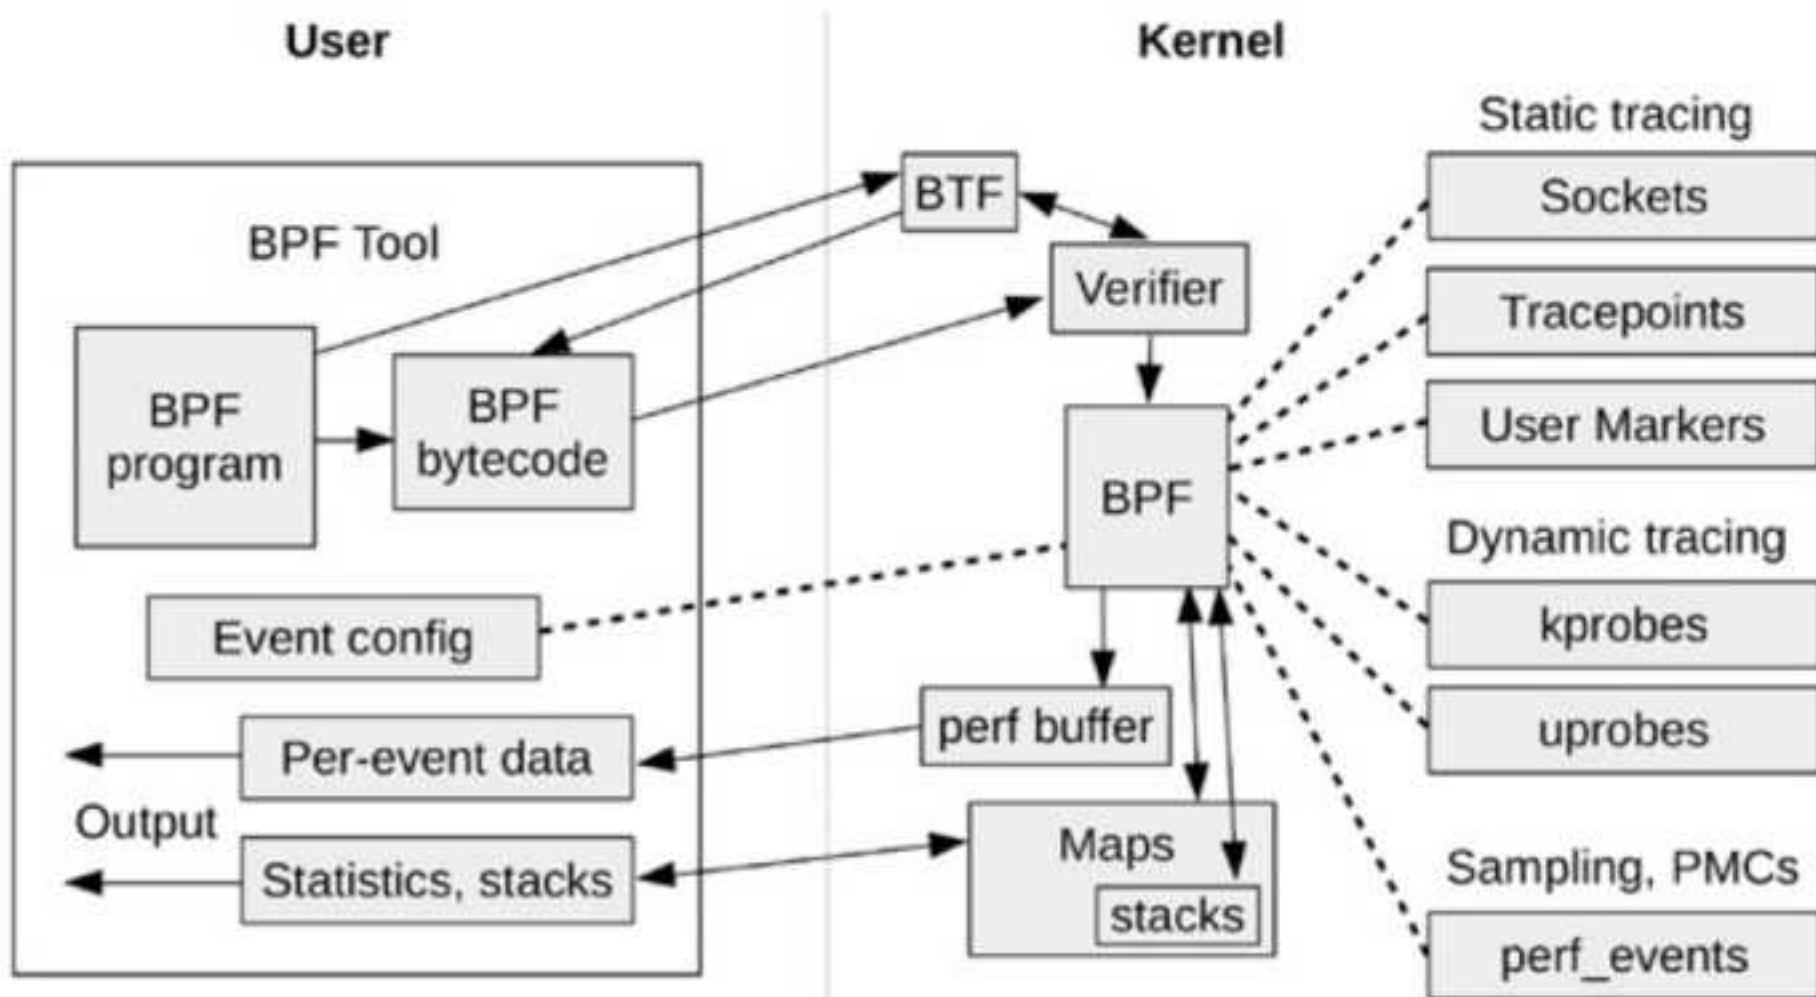 User
Kernel
Static tracing
Sockets
BTF
BPF Tool
Verifier
Tracepoints
BPF
program
BPF
bytecode
User Markers
BPF
Dynamic tracing
Event config
kprobes
perf buffer
uprobes
Per-event data
Output
Maps
Statistics, stacks
stacks
Sampling, PMCs
perf_events